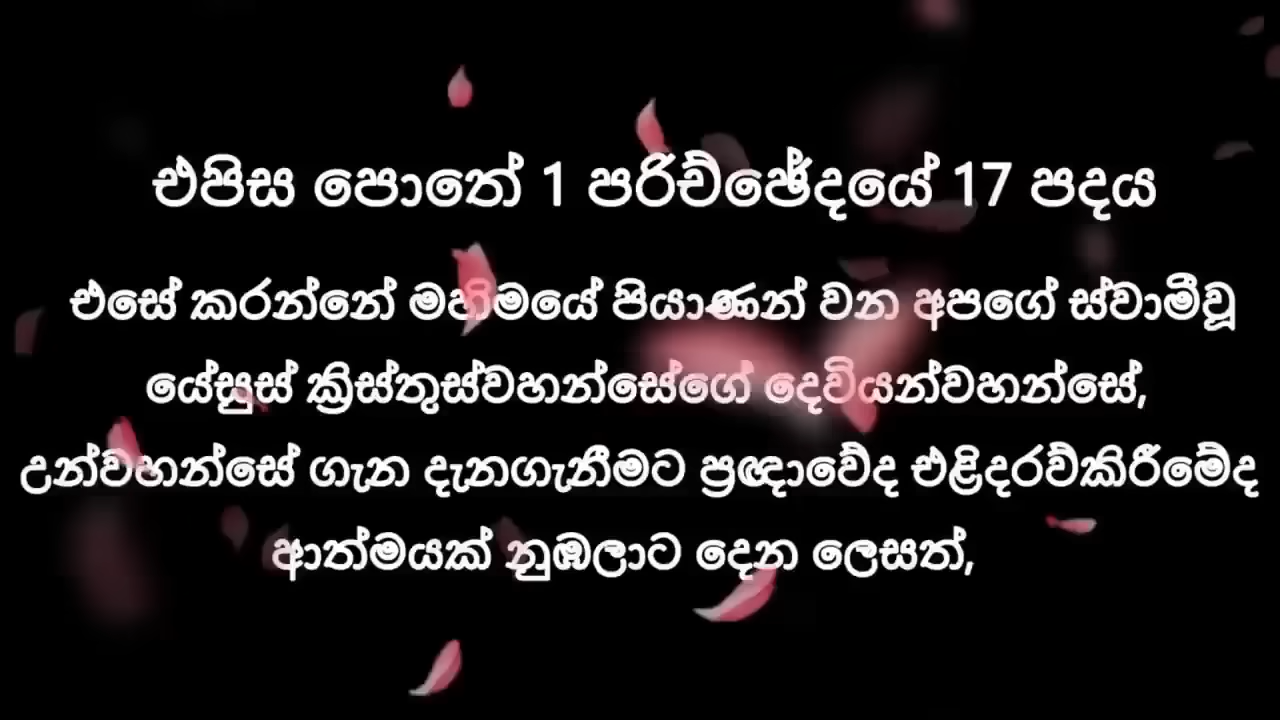 එපිස පොතේ 1 පරිච්ඡේදයේ 17 පදය
එසේ කරන්නේ මහිමයේ පියාණන් වන අපගේ ස්වාමීවූ
යේසුස් ක්‍රිස්තුස්වහන්සේගේ දෙවියන්වහන්සේ,
උන්වහන්සේ ගැන දැනගැනීමට ප්‍රඥාවේද එළිදරව්කිරීමේද
ආත්මයක් නුඹලාට දෙන ලෙසත්,